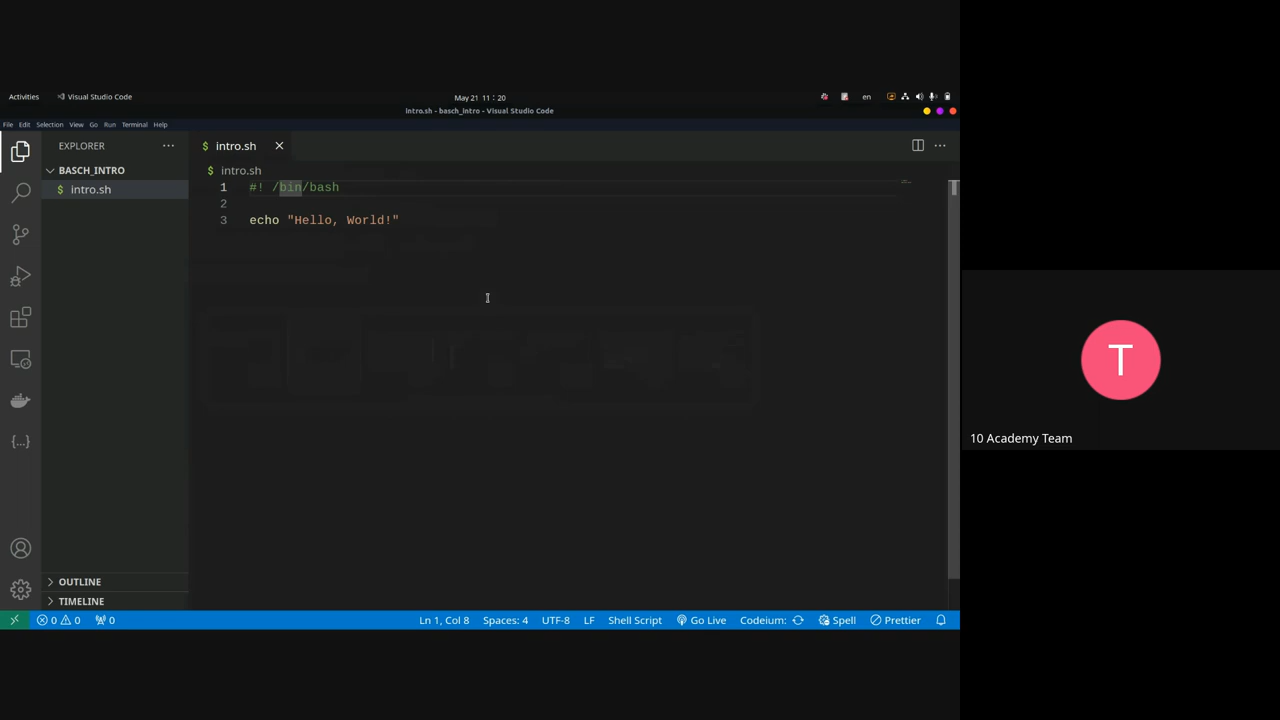 Activities
Visual Studio Code
May 21 11:20
en
intro.sh - basch_intro - Visual Studio Code
File Edit Selection View Go Run Terminal Help
EXPLORER
BASCH_INTRO
$ intro.sh
OUTLINE
TIMELINE
$ intro.sh
$ intro.sh
1 #! /bin/bash
2
3 echo "Hello, World!"
0 0 0 Ln 1, Col 8 Spaces: 4 UTF-8 LF Shell Script Go Live Codeium: Spell Prettier
T
10 Academy Team